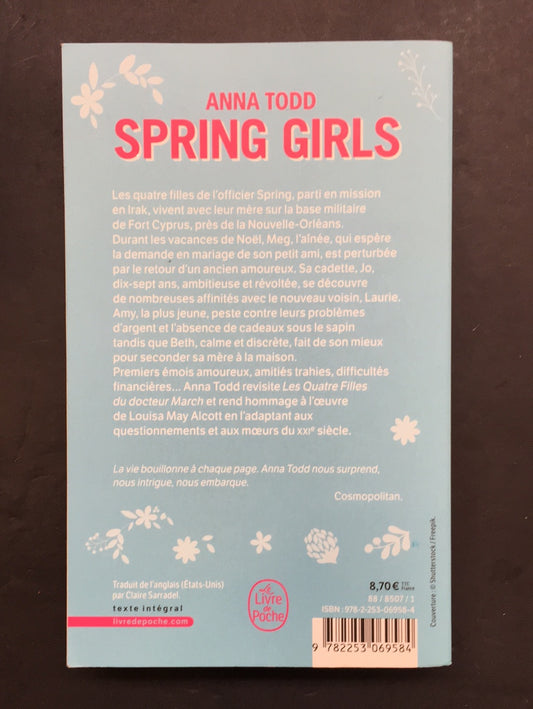 ANNA TODD
SPRING GIRLS
Les quatre filles de l'officier Spring, parti en mission
en Irak, vivent avec leur mère sur la base militaire
de Fort Cyprus, près de la Nouvelle-Orléans.
Durant les vacances de Noël, Meg, l'aînée, qui espère
la demande en mariage de son petit ami, est perturbée
par le retour d'un ancien amoureux. Sa cadette, Jo,
dix-sept ans, ambitieuse et révoltée, se découvre
de nombreuses affinités avec le nouveau voisin, Laurie.
Amy, la plus jeune, peste contre leurs problèmes
d'argent et l'absence de cadeaux sous le sapin
tandis que Beth, calme et discrète, fait de son mieux
pour seconder sa mère à la maison.
Premiers émois amoureux, amitiés trahies, difficultés
financières... Anna Todd revisite Les Quatre Filles
du docteur March et rend hommage à l'œuvre
de Louisa May Alcott en l'adaptant aux
questionnements et aux mœurs du XXIe siècle.
La vie bouillonne à chaque page. Anna Todd nous surprend,
nous intrigue, nous embarque.
Cosmopolitan.
Traduit de l'anglais (États-Unis)
par Claire Sarradel.
texte intégral
livredepoche.com
Le
Livre
de
Poche
8,70 € TTC
France
88 / 8507 / 1
ISBN : 978-2-253-06958-4
9 782253 069584
Couverture : © Shutterstock / Freepik.